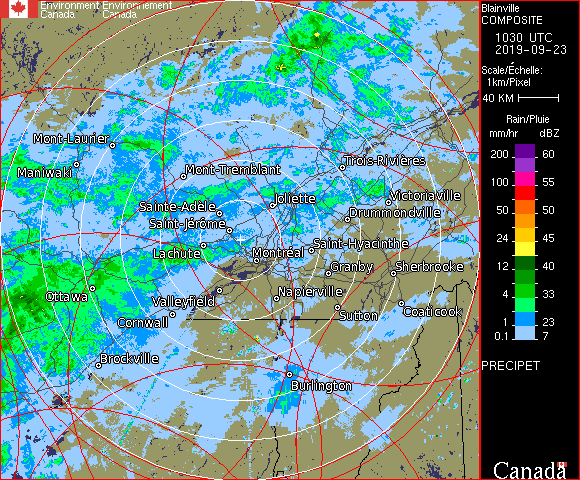 Environment Environnement
Canada Canada
Blainville
COMPOSITE
1030 UTC
2019-09-23
Scale/Échelle:
1km/Pixel
40 KM
Rain/Pluie
mm/hr dBZ
200 60
100 55
50 50
24 45
12 40
4 33
1 23
0.1 7
PRECIPET
Canada
Mont-Laurier
Maniwaki
Mont-Tremblant
Trois-Rivières
Sainte-Adèle
Joliette
Victoriaville
Drummondville
Saint-Jérôme
Lachute
Montréal
Saint-Hyacinthe
Granby
Sherbrooke
Ottawa
Valleyfield
Napierville
Cornwall
Sutton
Coaticook
Brockville
Burlington